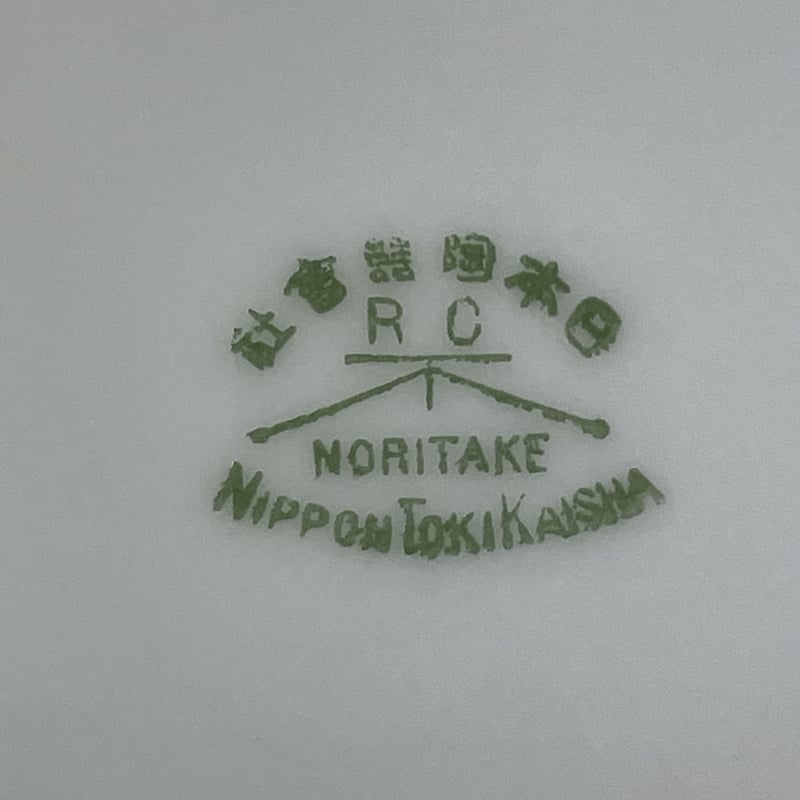 日本陶器會社
R C
NORITAKE
NIPPON TOKI KAISHA